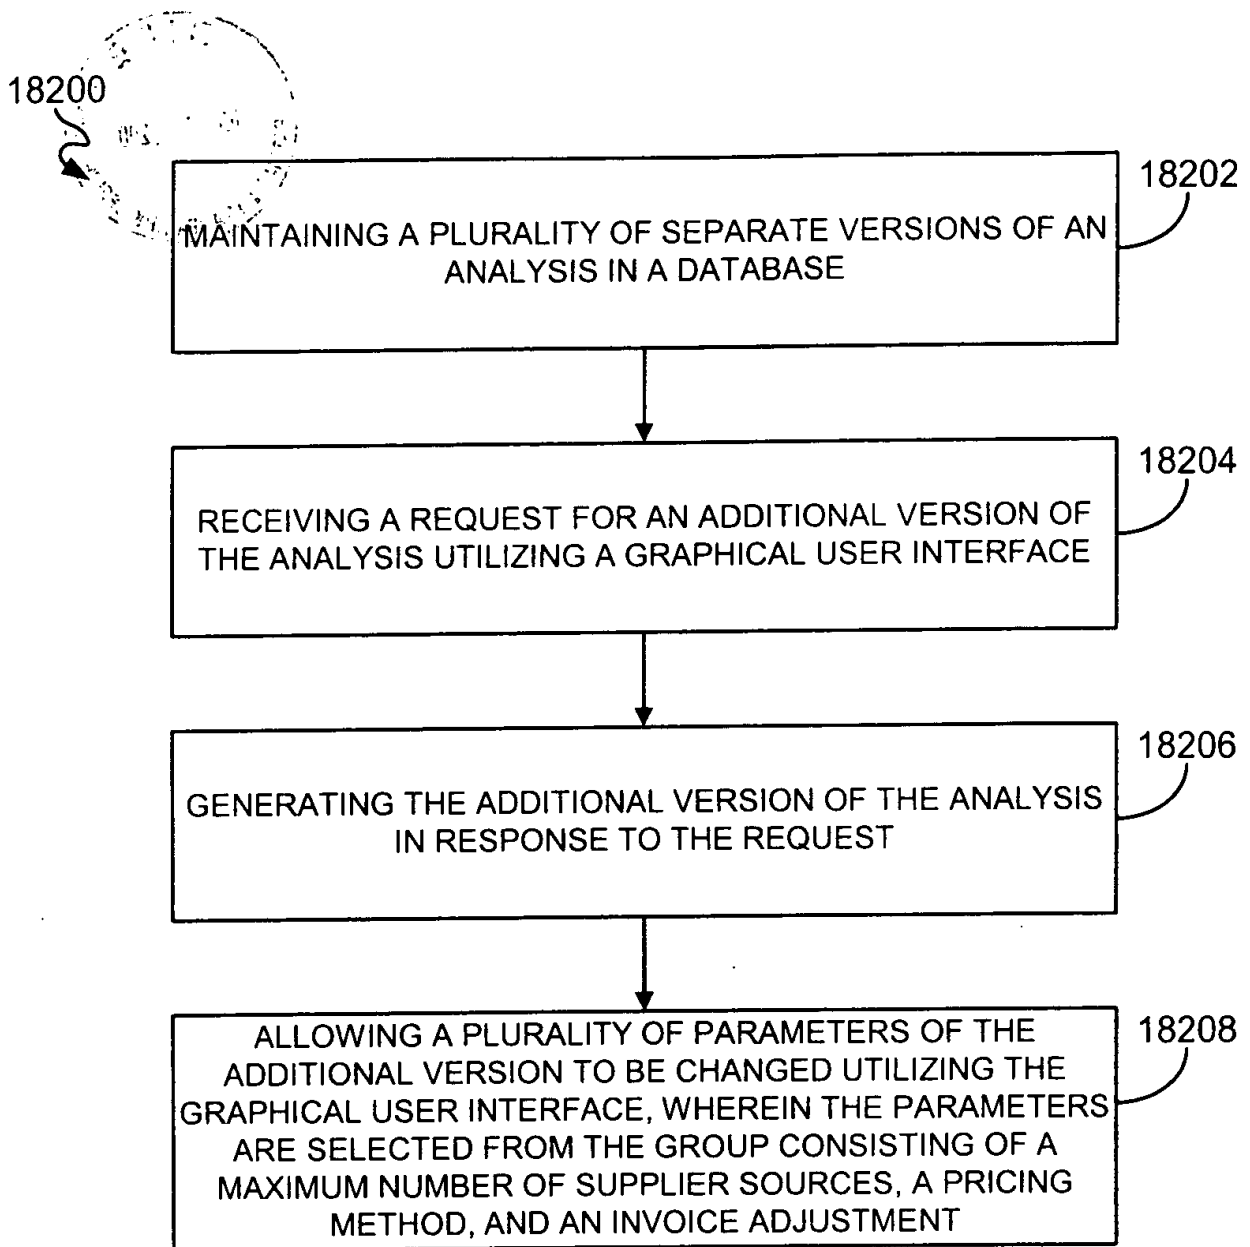 18200
18202
MAINTAINING A PLURALITY OF SEPARATE VERSIONS OF AN
ANALYSIS IN A DATABASE
18204
RECEIVING A REQUEST FOR AN ADDITIONAL VERSION OF
THE ANALYSIS UTILIZING A GRAPHICAL USER INTERFACE
18206
GENERATING THE ADDITIONAL VERSION OF THE ANALYSIS
IN RESPONSE TO THE REQUEST
18208
ALLOWING A PLURALITY OF PARAMETERS OF THE
ADDITIONAL VERSION TO BE CHANGED UTILIZING THE
GRAPHICAL USER INTERFACE, WHEREIN THE PARAMETERS
ARE SELECTED FROM THE GROUP CONSISTING OF A
MAXIMUM NUMBER OF SUPPLIER SOURCES, A PRICING
METHOD, AND AN INVOICE ADJUSTMENT